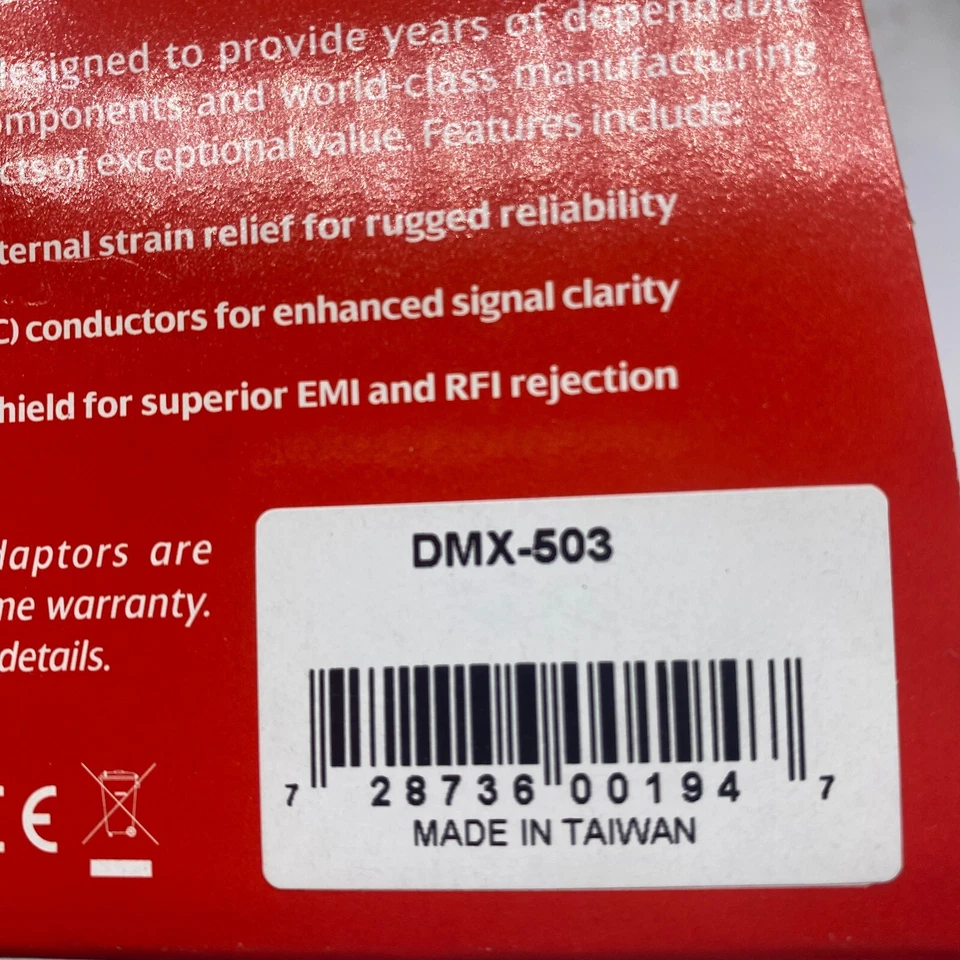 designed to provide years of dependable
omponents and world-class manufacturing
cts of exceptional value. Features include:
ternal strain relief for rugged reliability
C) conductors for enhanced signal clarity
hield for superior EMI and RFI rejection
daptors are
me warranty.
details.
CE
DMX-503
7 28736 00194 7
MADE IN TAIWAN